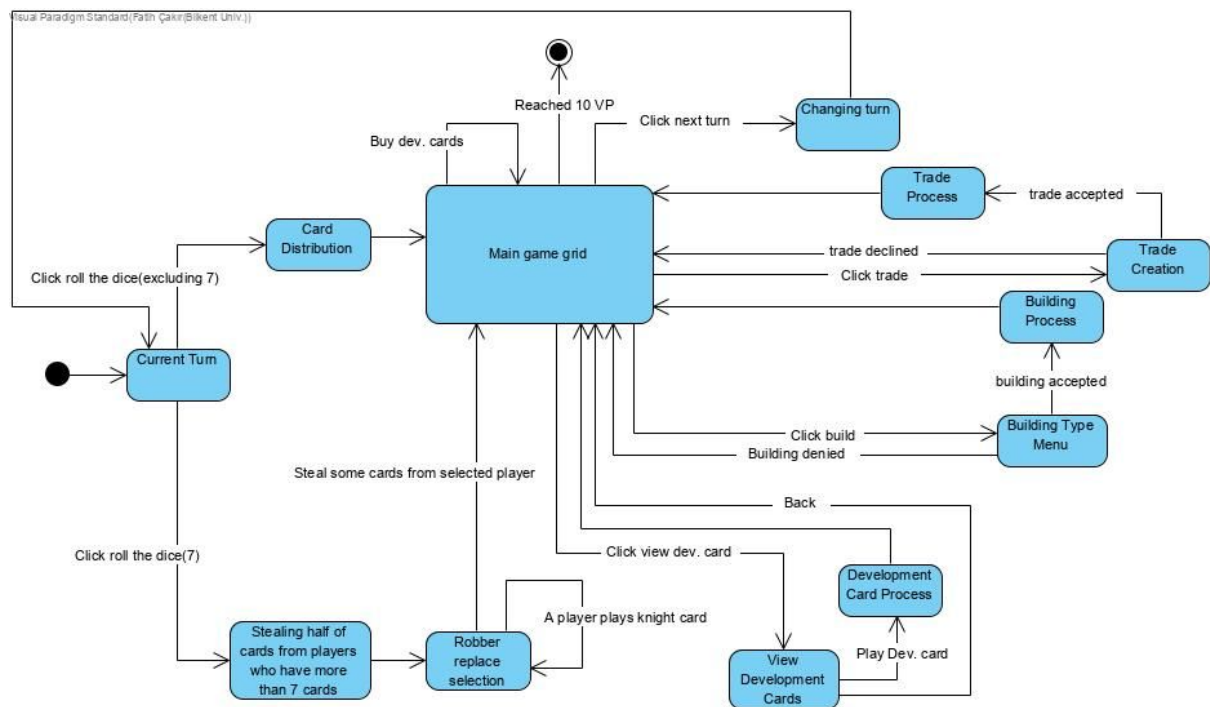 Visual Paradigm Standard(Fatih Çakır(Bilkent Univ.))
Reached 10 VP
Changing turn
Click next turn
Buy dev. cards
Trade
Process
trade accepted
Card
Distribution
Main game grid
trade declined
Click trade
Trade
Creation
Click roll the dice(excluding 7)
Building
Process
Current Turn
building accepted
Click build
Building Type
Menu
Building denied
Steal some cards from selected player
Back
Click roll the dice(7)
Click view dev. card
Development
Card Process
A player plays knight card
Stealing half of
cards from players
who have more
than 7 cards
Robber
replace
selection
Play Dev. card
View
Development
Cards